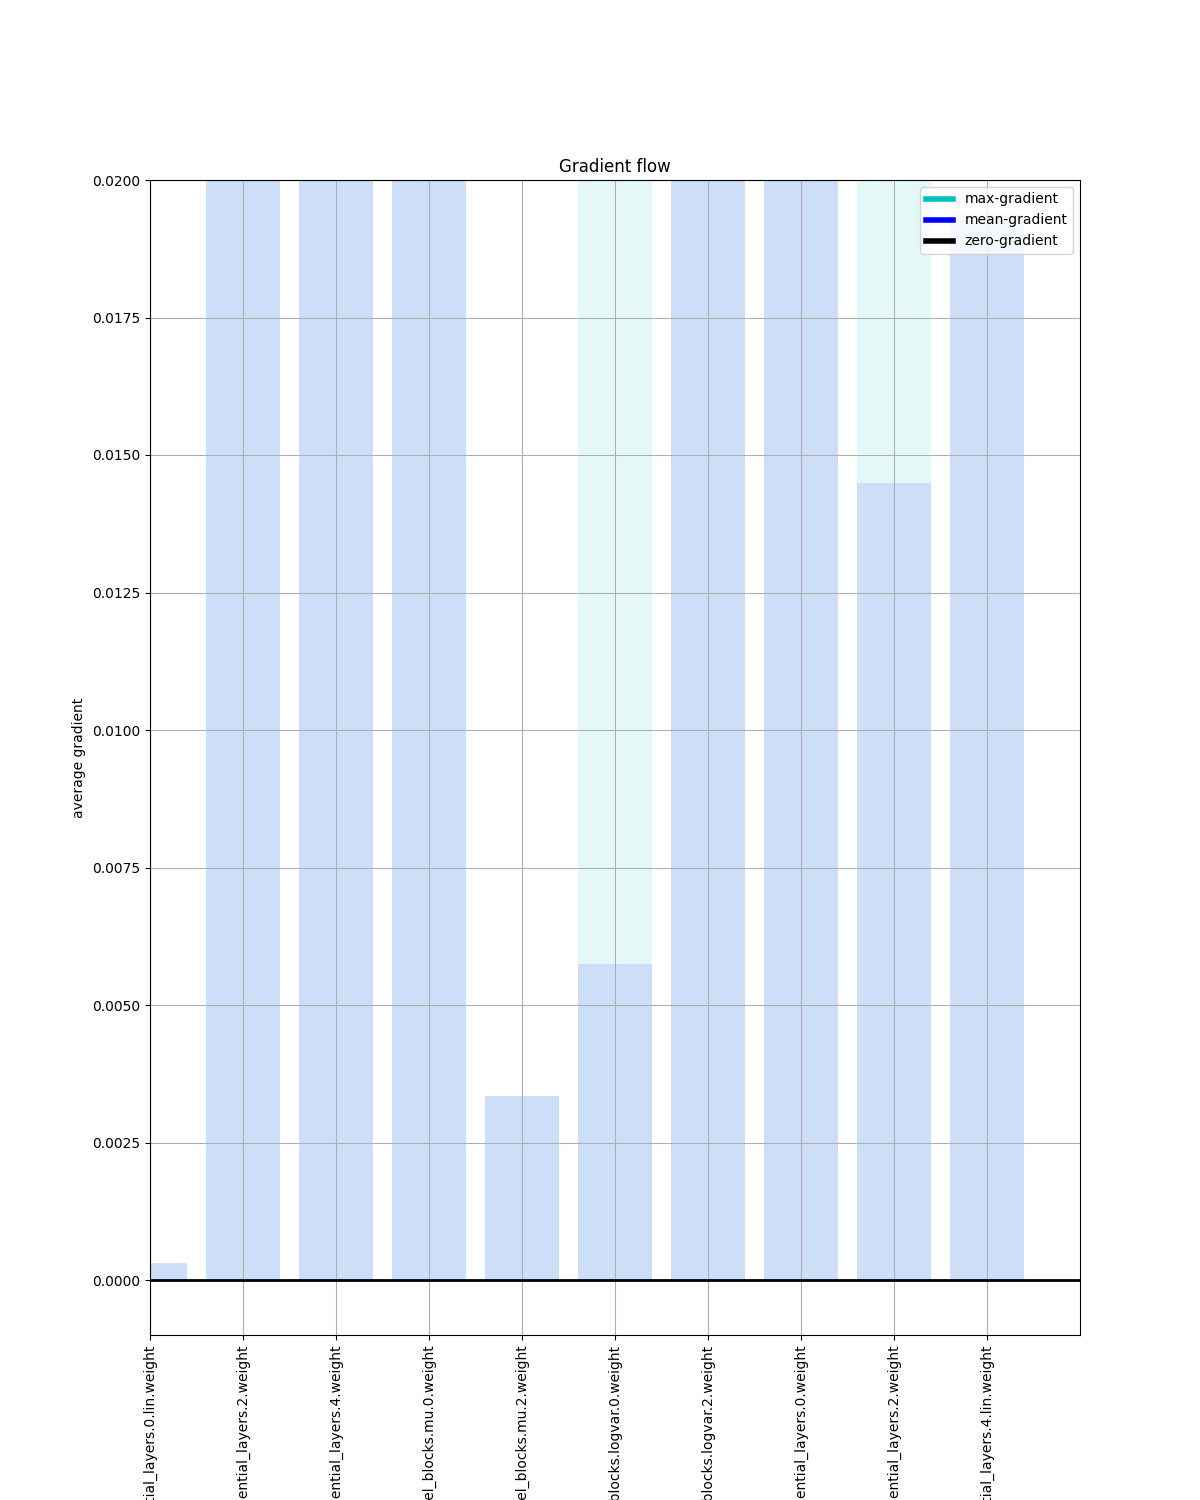 Gradient flow
max-gradient
mean-gradient
zero-gradient
0.0200
0.0175
0.0150
0.0125
0.0100
0.0075
0.0050
0.0025
0.0000
average gradient
tial_layers.0.lin.weight
ential_layers.2.weight
ential_layers.4.weight
el_blocks.mu.0.weight
el_blocks.mu.2.weight
blocks.logvar.0.weight
blocks.logvar.2.weight
ential_layers.0.weight
ential_layers.2.weight
tial_layers.4.lin.weight